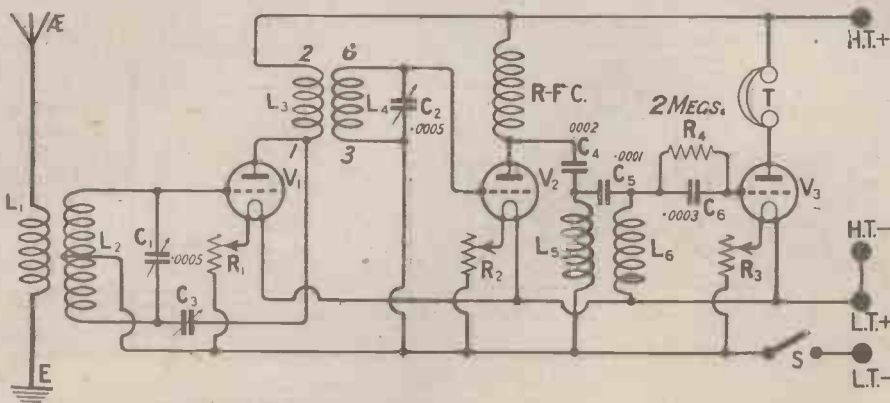 Æ
H.T.+
2 6
L₃ L₄ C₂ .0005
1 3
R-F C.
.0002
C₄ .0001
C₅
2 MEGS.
R₄
.0003 C₆
T
V₁ V₂ V₃
L₁ L₂ C₁ .0005 R₁
C₃
R₂ L₅ L₆ R₃
H.T.-
L.T.+
S
L.T.-
E